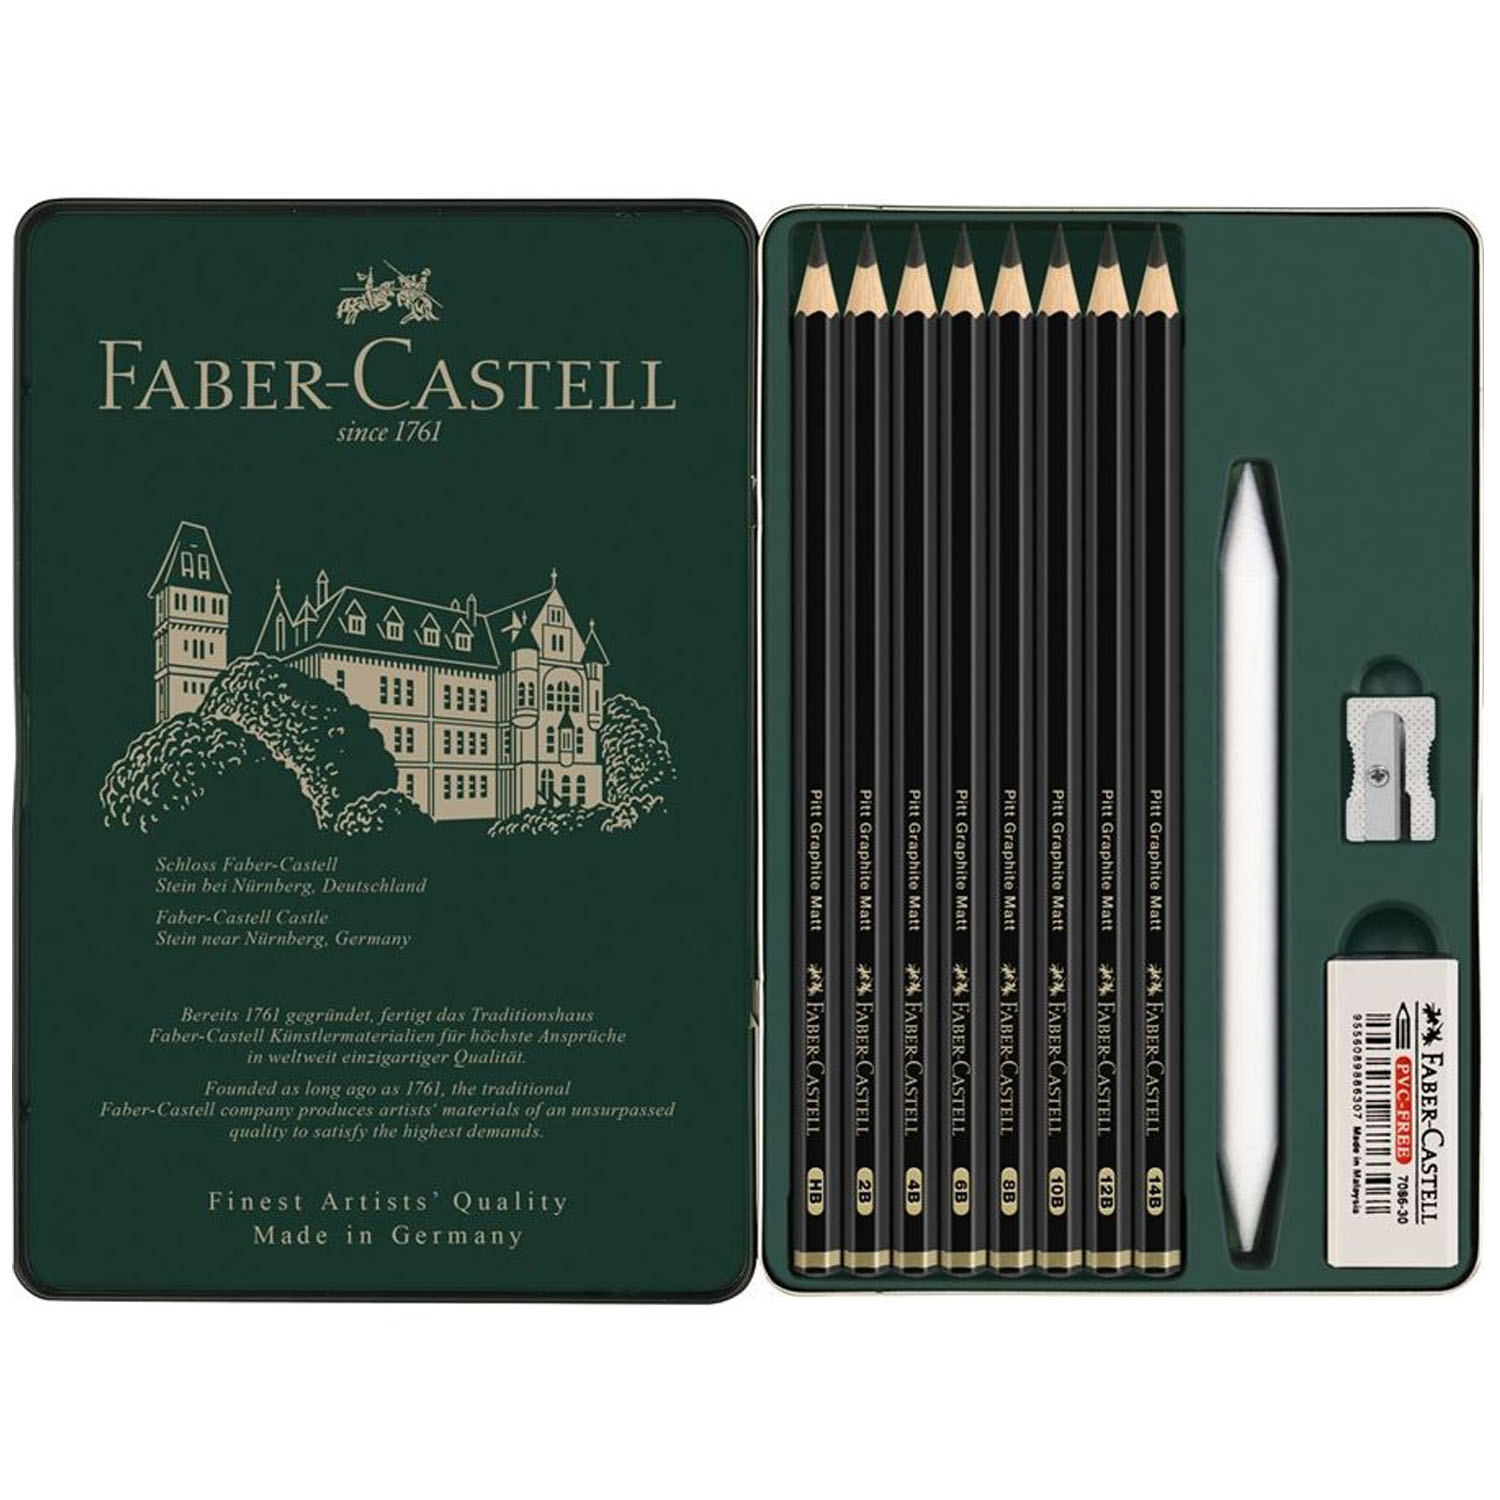 FABER-CASTELL
since 1761
Schloss Faber-Castell
Stein bei Nürnberg, Deutschland
Faber-Castell Castle
Stein near Nürnberg, Germany
Bereits 1761 gegründet, fertigt das Traditionshaus
Faber-Castell Künstlermaterialien für höchste Ansprüche
in weltweit einzigartiger Qualität.
Founded as long ago as 1761, the traditional
Faber-Castell company produces artists' materials of an unsurpassed
quality to satisfy the highest demands.
Finest Artists' Quality
Made in Germany
Pitt Graphite Matt FABER-CASTELL HB
Pitt Graphite Matt FABER-CASTELL 2B
Pitt Graphite Matt FABER-CASTELL 4B
Pitt Graphite Matt FABER-CASTELL 6B
Pitt Graphite Matt FABER-CASTELL 8B
Pitt Graphite Matt FABER-CASTELL 10B
Pitt Graphite Matt FABER-CASTELL 12B
Pitt Graphite Matt FABER-CASTELL 14B
FABER-CASTELL
PVC-FREE 7086-30
9556089886307 Made in Malaysia